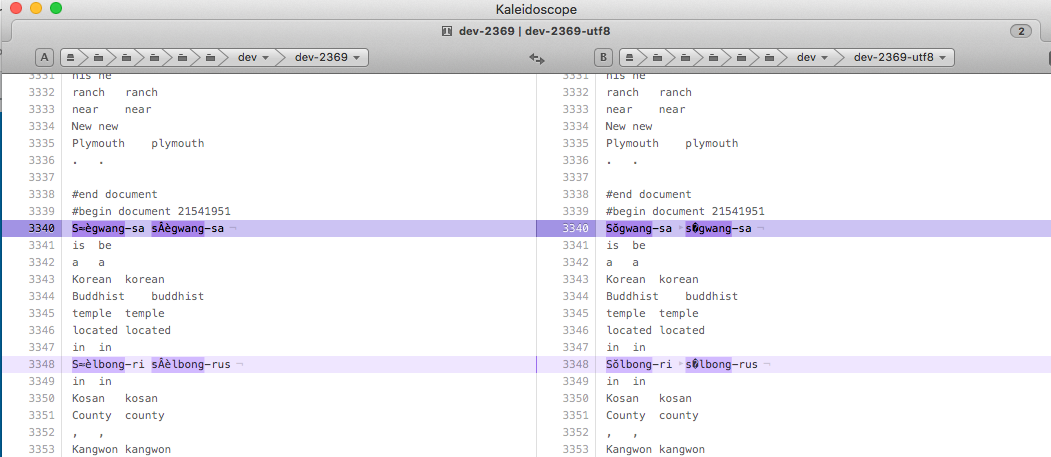 Kaleidoscope
dev-2369 | dev-2369-utf8
2
A dev dev-2369
3331 his he
3332 ranch ranch
3333 near near
3334 New new
3335 Plymouth plymouth
3336 . .
3337
3338 #end document
3339 #begin document 21541951
3340 S≈ègwang-sa sÂègwang-sa ¬
3341 is be
3342 a a
3343 Korean korean
3344 Buddhist buddhist
3345 temple temple
3346 located located
3347 in in
3348 S≈èlbong-ri sÂèlbong-rus ¬
3349 in in
3350 Kosan kosan
3351 County county
3352 , ,
3353 Kangwon kangwon
B dev dev-2369-utf8
3331 his he
3332 ranch ranch
3333 near near
3334 New new
3335 Plymouth plymouth
3336 . .
3337
3338 #end document
3339 #begin document 21541951
3340 Sŏgwang-sa ▸s�gwang-sa ¬
3341 is be
3342 a a
3343 Korean korean
3344 Buddhist buddhist
3345 temple temple
3346 located located
3347 in in
3348 Sŏlbong-ri ▸s�lbong-rus ¬
3349 in in
3350 Kosan kosan
3351 County county
3352 , ,
3353 Kangwon kangwon